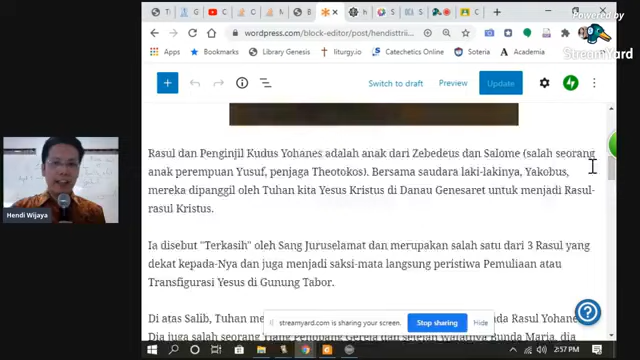 Powered by
StreamYard
wordpress.com/block-editor/post/hendistrii
Apps
Bookmarks
Library Genesis
liturgy.io
Catechetics Online
Soteria
Academia
Switch to draft
Preview
Update
Rasul dan Penginjil Kudus Yohanes adalah anak dari Zebedeus dan Salome (salah seorang
anak perempuan Yusuf, penjaga Theotokos). Bersama saudara laki-lakinya, Yakobus,
mereka dipanggil oleh Tuhan kita Yesus Kristus di Danau Genesaret untuk menjadi Rasul-
rasul Kristus.
Ia disebut "Terkasih" oleh Sang Juruselamat dan merupakan salah satu dari 3 Rasul yang
dekat kepada-Nya dan juga menjadi saksi-mata langsung peristiwa Pemuliaan atau
Transfigurasi Yesus di Gunung Tabor.
Di atas Salib, Tuhan Rasul
Dia juga salah seorang Bunda Maria, dia
streamyard.com is sharing your screen.
Stop sharing
Hide
Hendi Wijaya
2:57 PM